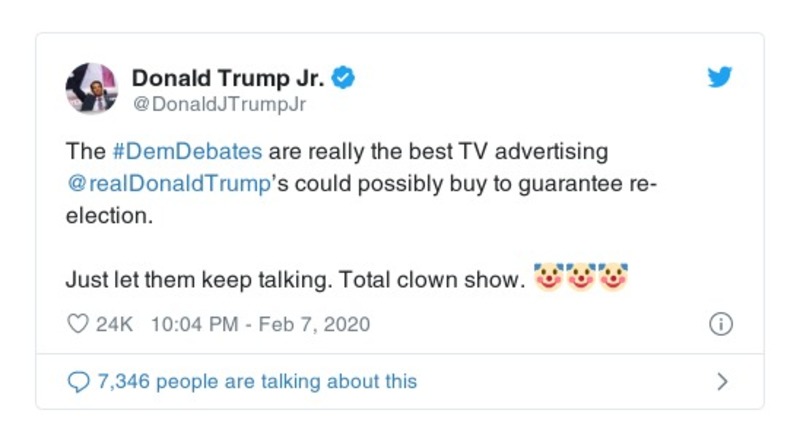 Donald Trump Jr.
@DonaldJTrumpJr
The #DemDebates are really the best TV advertising
@realDonaldTrump's could possibly buy to guarantee re-
election.
Just let them keep talking. Total clown show. 🤡🤡🤡
24K 10:04 PM - Feb 7, 2020
7,346 people are talking about this